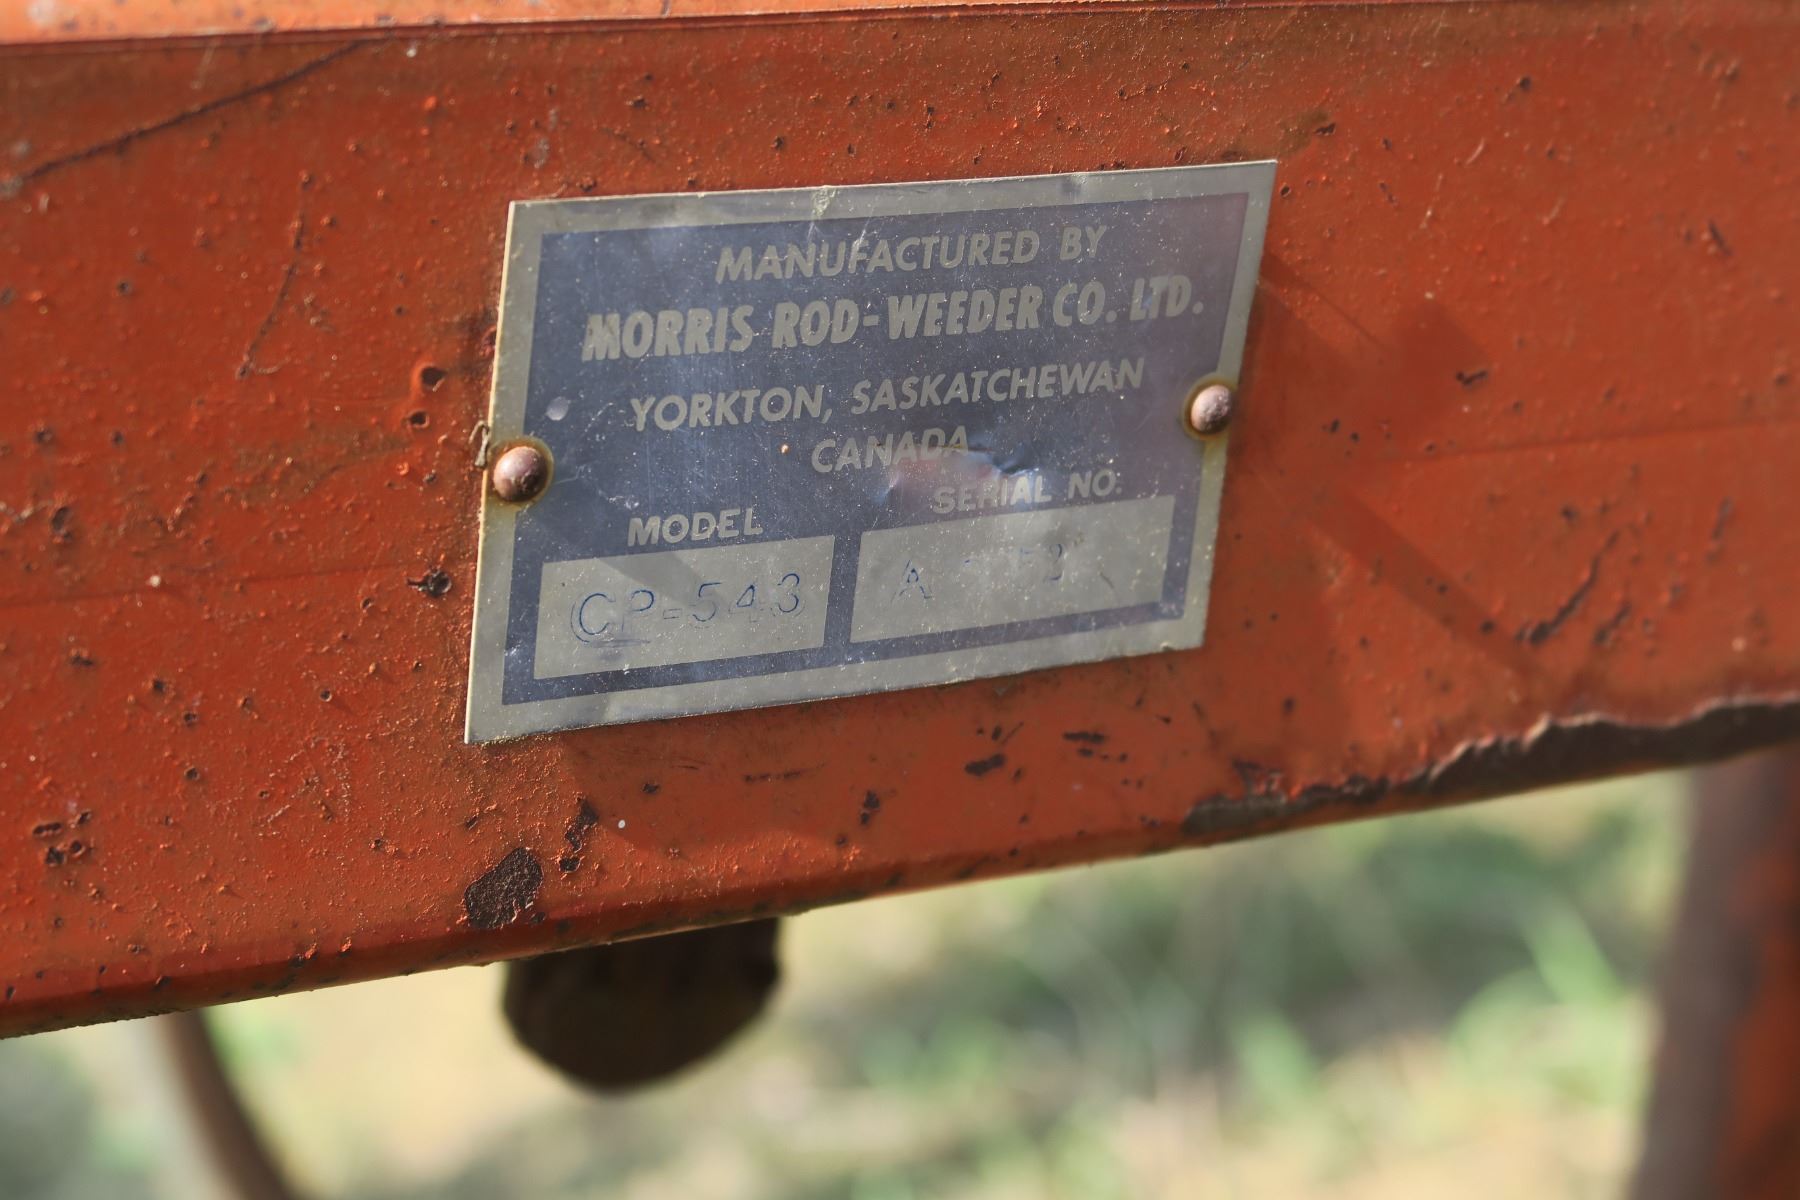 MANUFACTURED BY
MORRIS ROD-WEEDER CO. LTD.
YORKTON, SASKATCHEWAN
CANADA
MODEL SERIAL NO.
CP-543 A